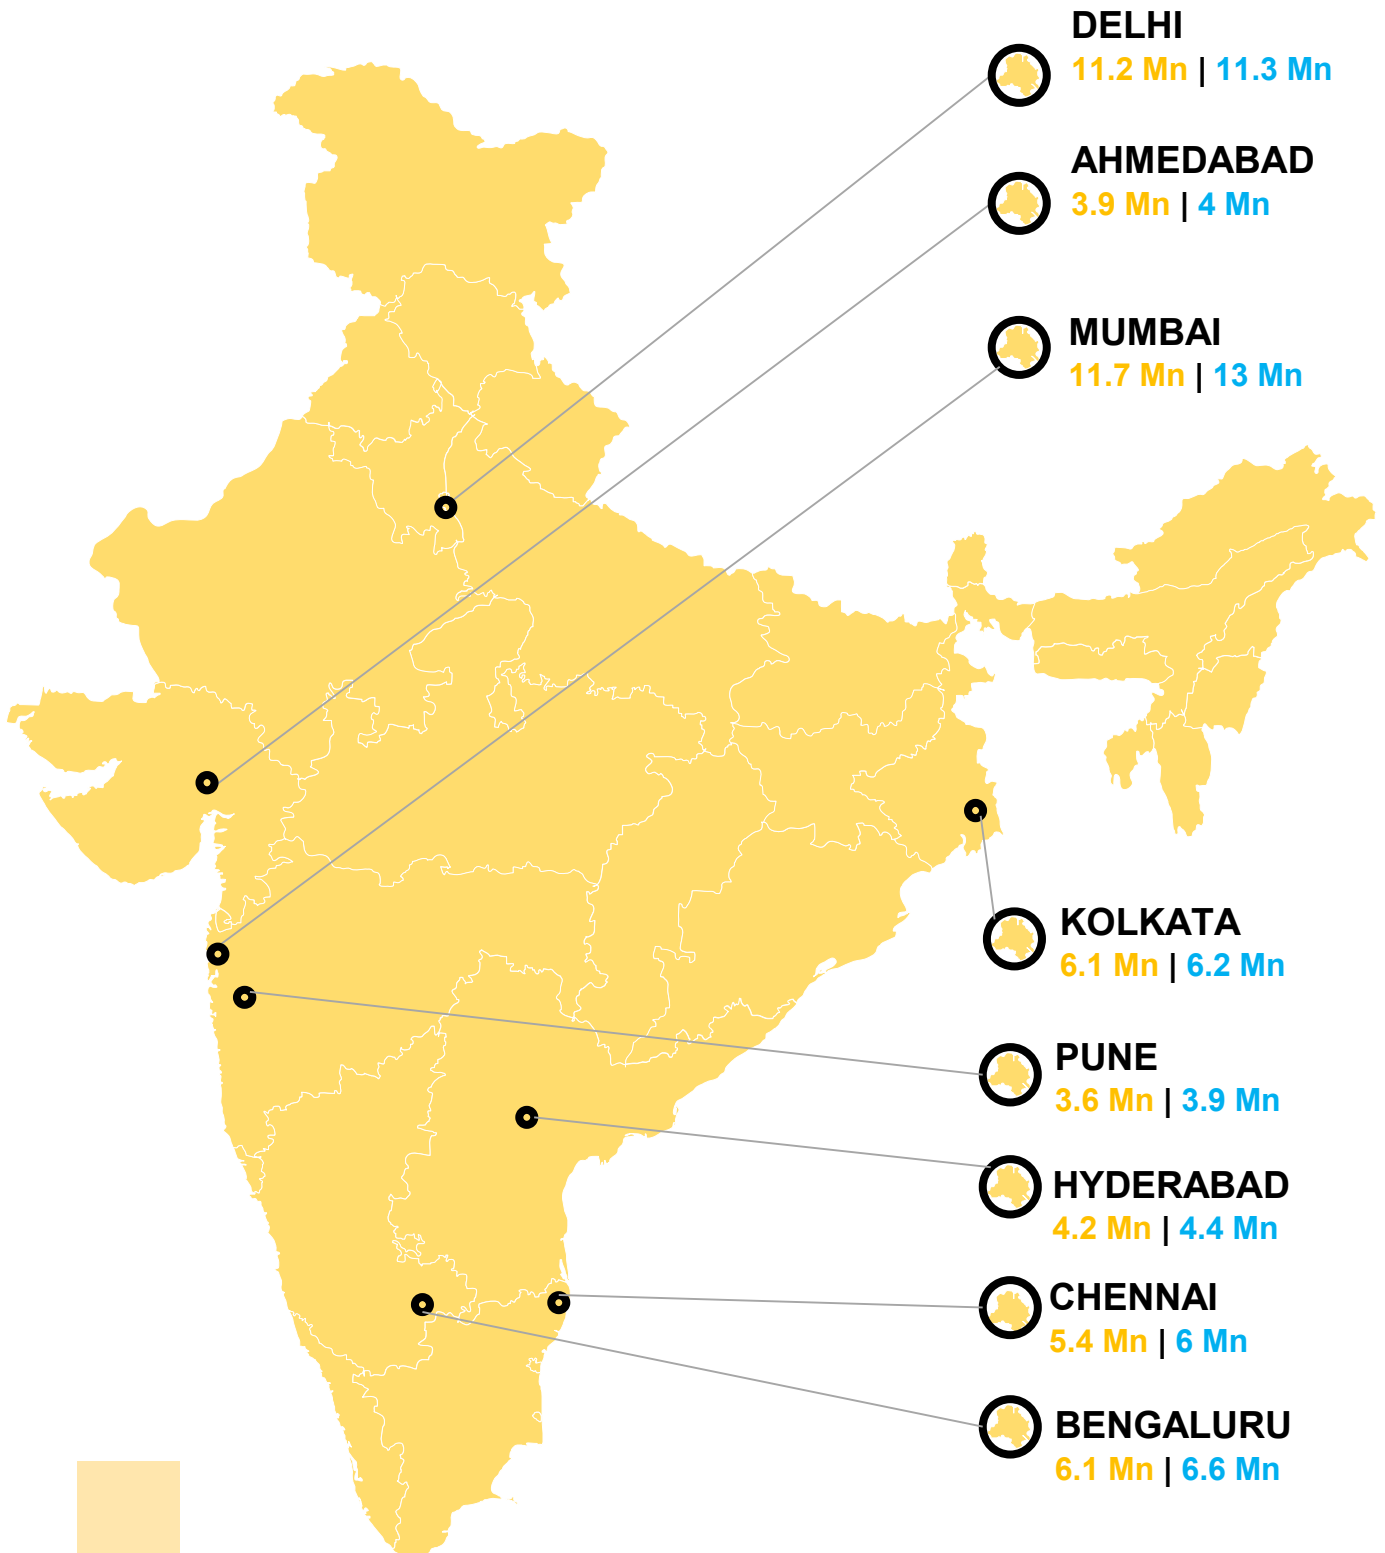 DELHI
11.2 Mn | 11.3 Mn
AHMEDABAD
3.9 Mn | 4 Mn
MUMBAI
11.7 Mn | 13 Mn
KOLKATA
6.1 Mn | 6.2 Mn
PUNE
3.6 Mn | 3.9 Mn
HYDERABAD
4.2 Mn | 4.4 Mn
CHENNAI
5.4 Mn | 6 Mn
BENGALURU
6.1 Mn | 6.6 Mn